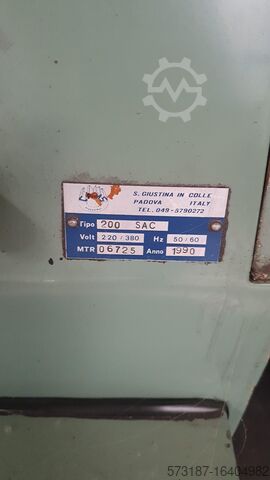 S. GIUSTINA IN COLLE
PADOVA ITALY
TEL. 049-5790272
Tipo 200 SAC
Volt 220/380 Hz 50/60
MTR 06725 Anno 1990
573187-16404982